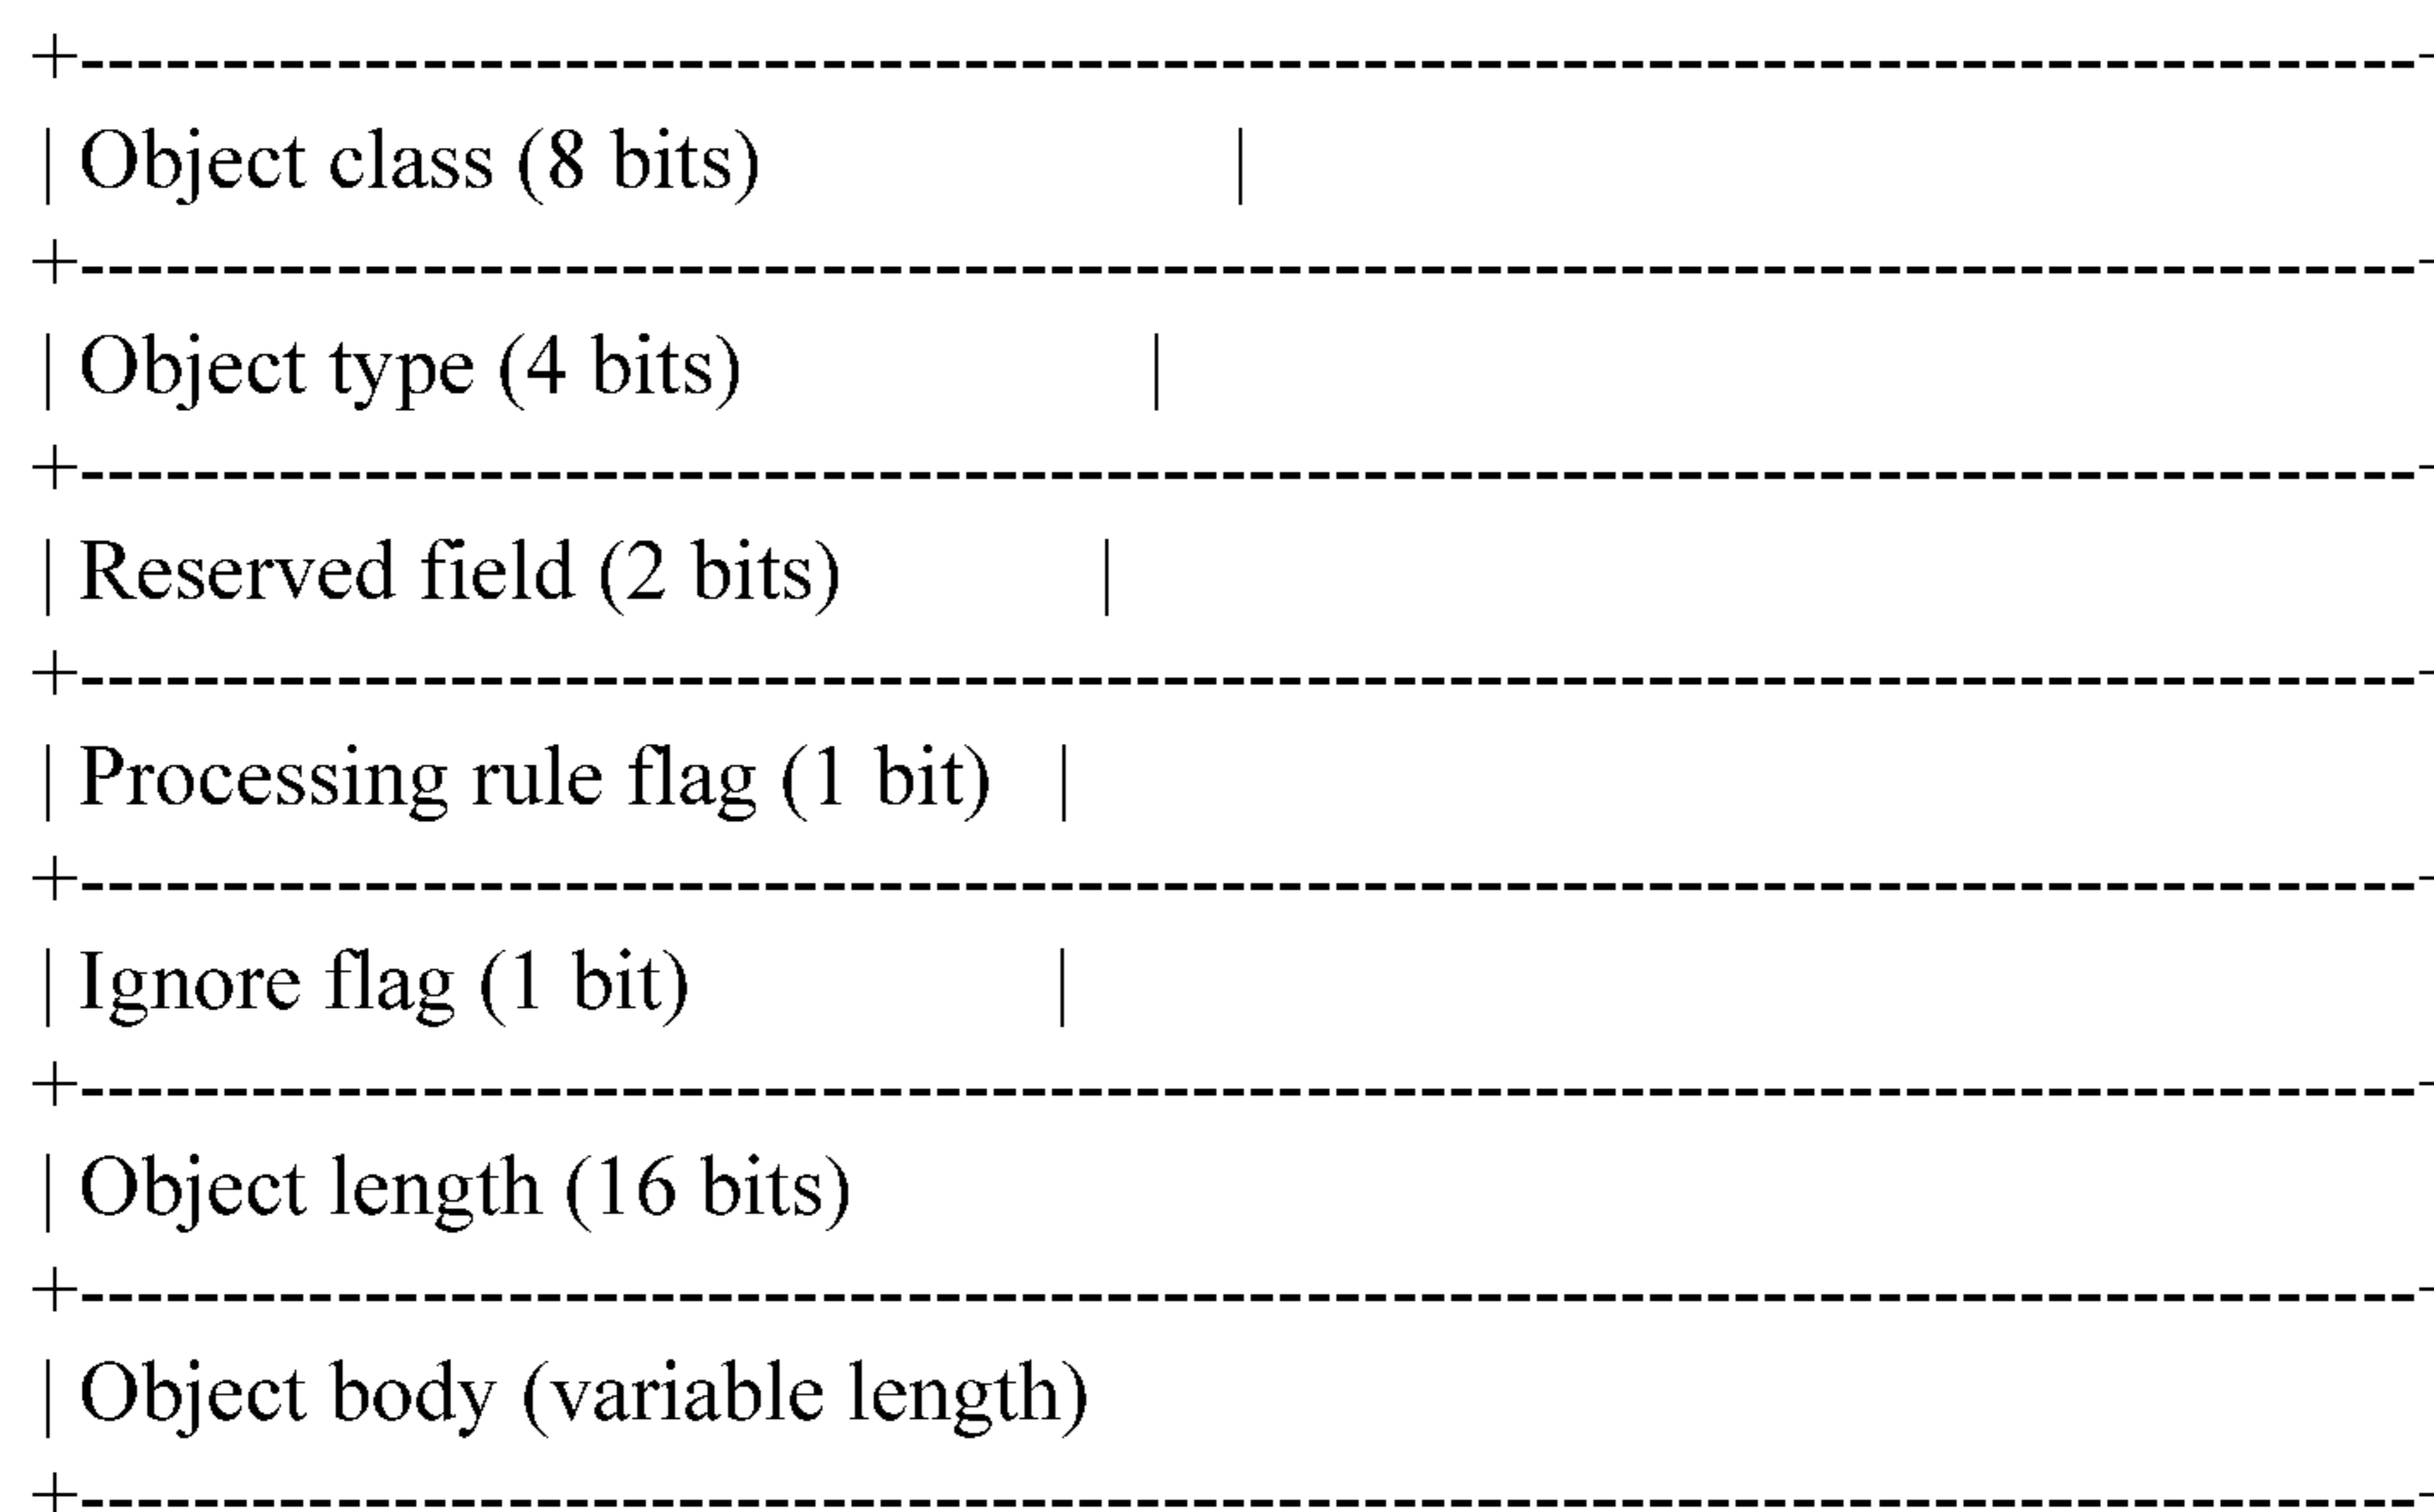 +----------------------------------------------------------------------------------
| Object class (8 bits) |
+----------------------------------------------------------------------------------
| Object type (4 bits) |
+----------------------------------------------------------------------------------
| Reserved field (2 bits) |
+----------------------------------------------------------------------------------
| Processing rule flag (1 bit) |
+----------------------------------------------------------------------------------
| Ignore flag (1 bit) |
+----------------------------------------------------------------------------------
| Object length (16 bits)
+----------------------------------------------------------------------------------
| Object body (variable length)
+----------------------------------------------------------------------------------